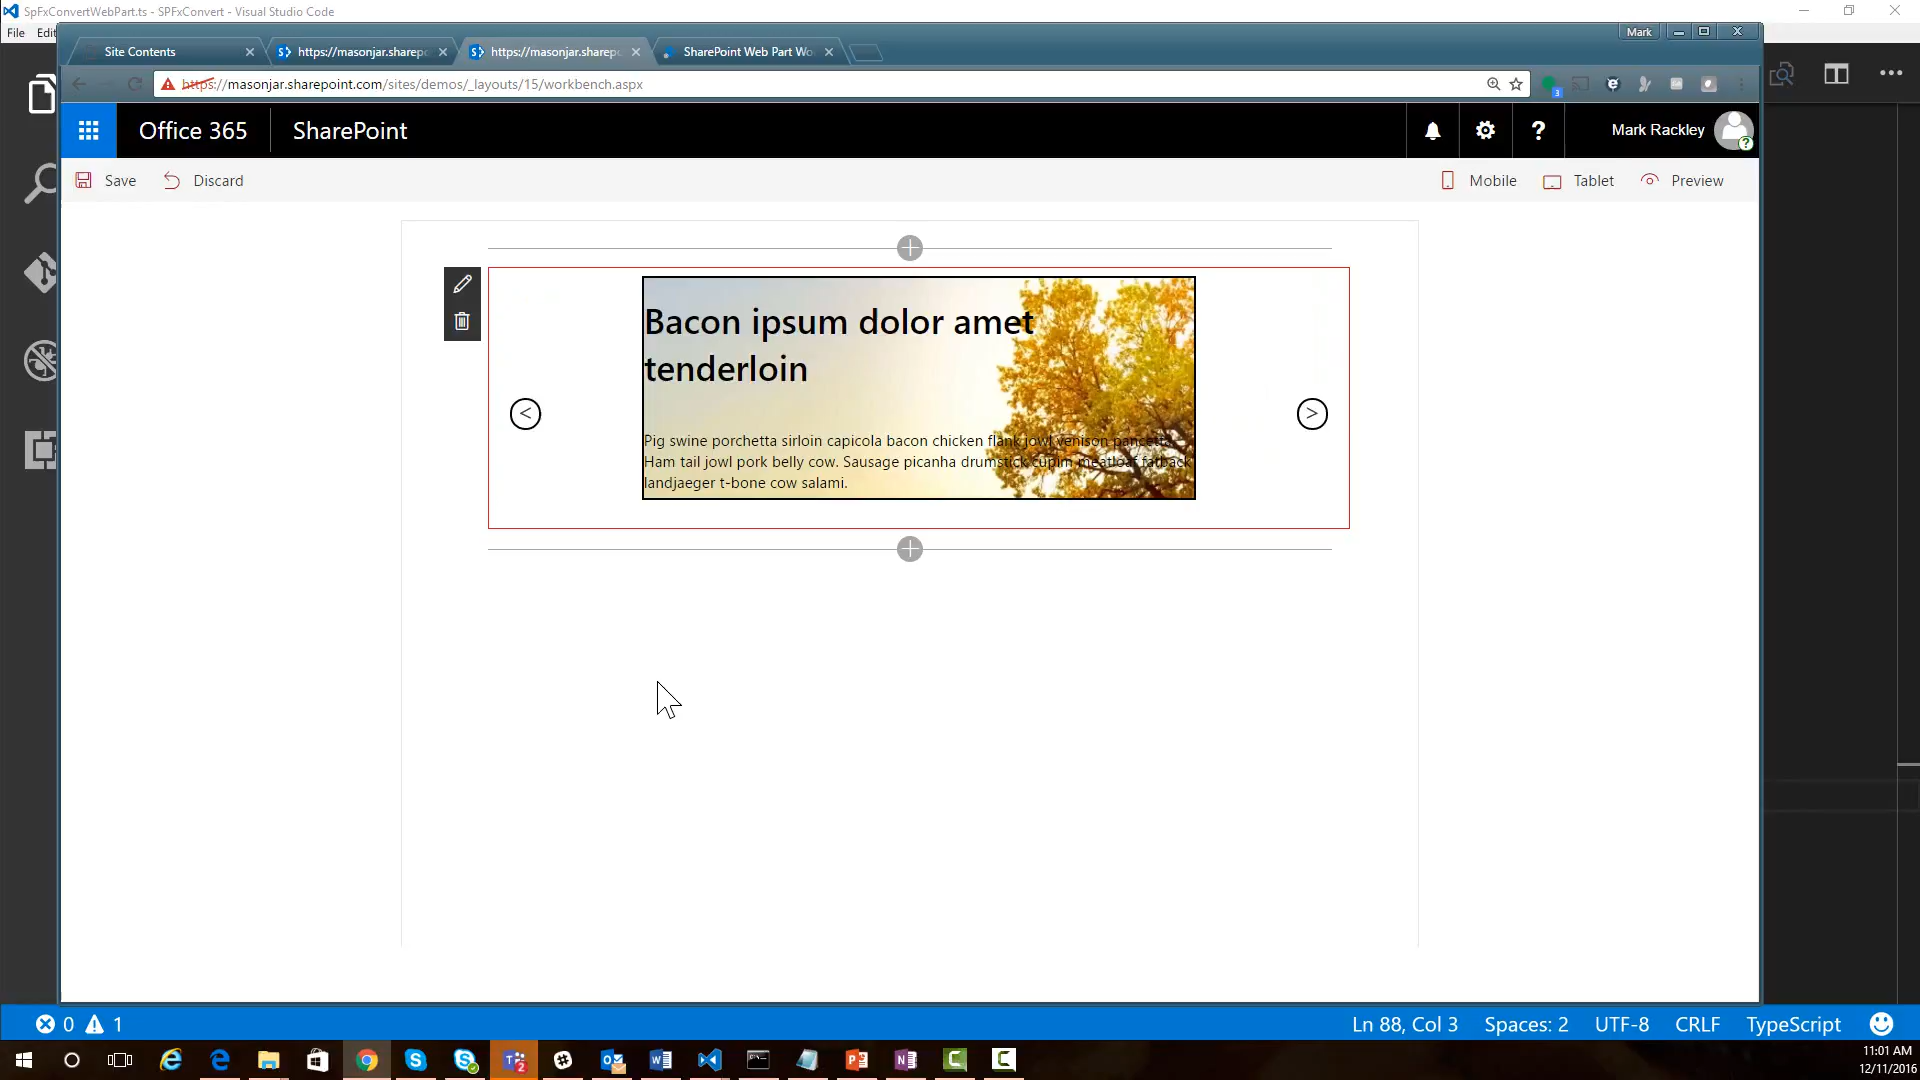 SpFxConvertWebPart.ts - SPFxConvert - Visual Studio Code
File Edi
Mark
Site Contents
https://masonjar.sharep
https://masonjar.sharep
SharePoint Web Part Wo
https://masonjar.sharepoint.com/sites/demos/_layouts/15/workbench.aspx
3
Office 365
SharePoint
?
Mark Rackley
?
Save
Discard
Mobile
Tablet
Preview
Bacon ipsum dolor amet
tenderloin
<
>
Pig swine porchetta sirloin capicola bacon chicken flank jowl venison pancetta.
Ham tail jowl pork belly cow. Sausage picanha drumstick cupim meatloaf fatback
landjaeger t-bone cow salami.
0
1
Ln 88, Col 3
Spaces: 2
UTF-8
CRLF
TypeScript
2
11:01 AM
12/11/2016